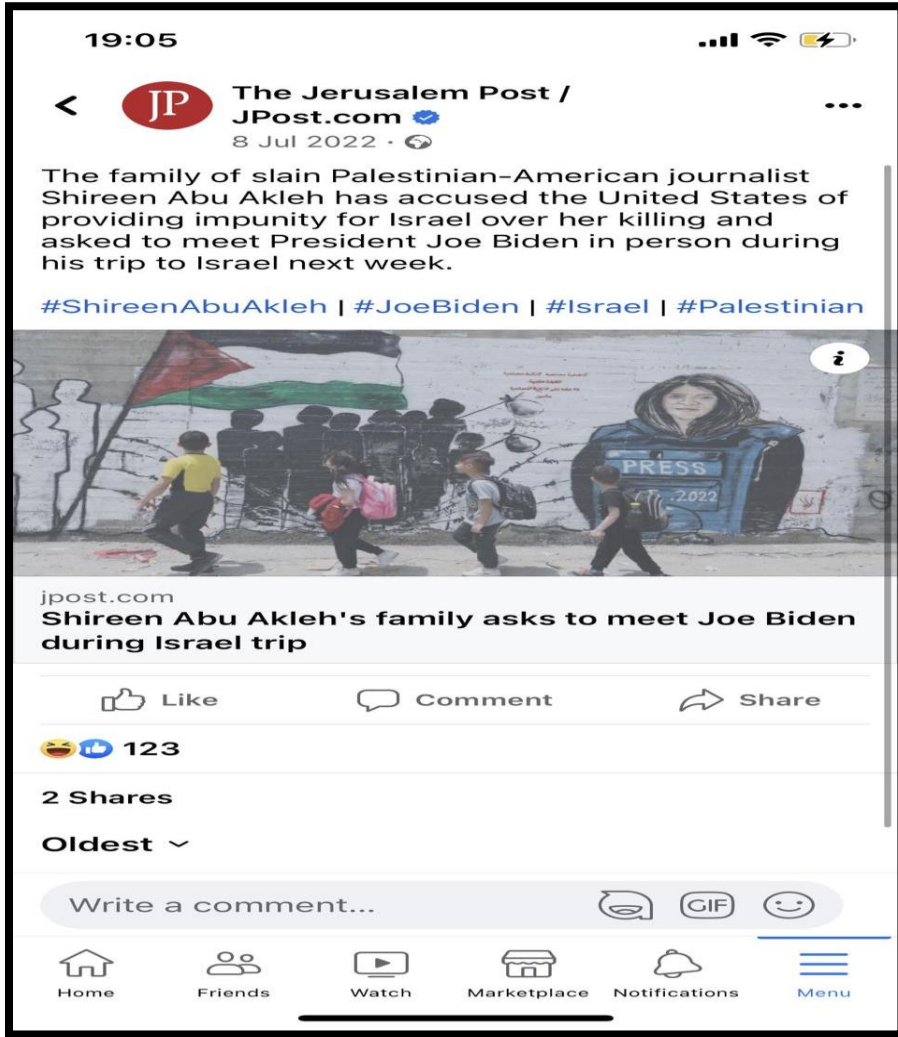 19:05
JP
The Jerusalem Post /
JPost.com
8 Jul 2022 ·
The family of slain Palestinian-American journalist
Shireen Abu Akleh has accused the United States of
providing impunity for Israel over her killing and
asked to meet President Joe Biden in person during
his trip to Israel next week.
#ShireenAbuAkleh | #JoeBiden | #Israel | #Palestinian
i
PRESS
.2022
jpost.com
Shireen Abu Akleh's family asks to meet Joe Biden
during Israel trip
Like Comment Share
123
2 Shares
Oldest
Write a comment...
GIF
Home Friends Watch Marketplace Notifications Menu